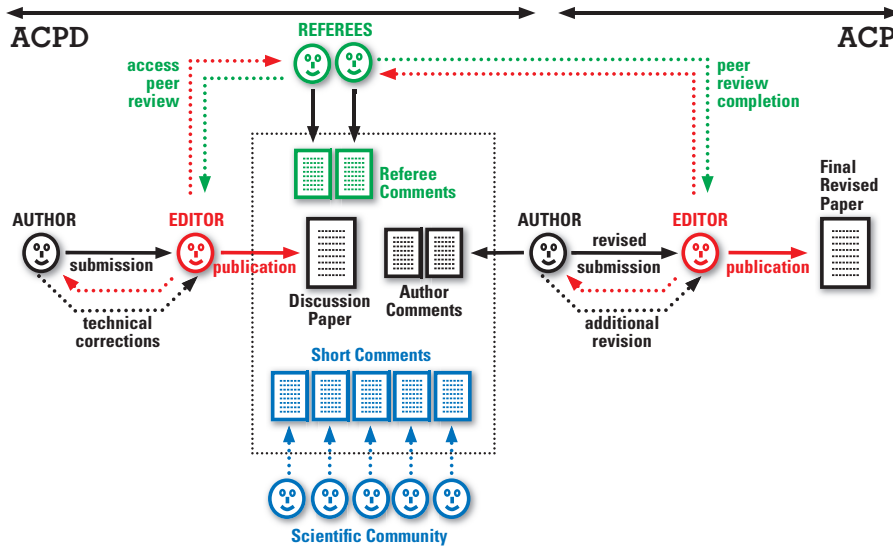 ACPD
ACP
REFEREES
access
peer
review
peer
review
completion
Referee
Comments
Final
Revised
Paper
AUTHOR
EDITOR
AUTHOR
EDITOR
submission
publication
revised
submission
publication
Discussion
Paper
Author
Comments
technical
corrections
additional
revision
Short Comments
Scientific Community